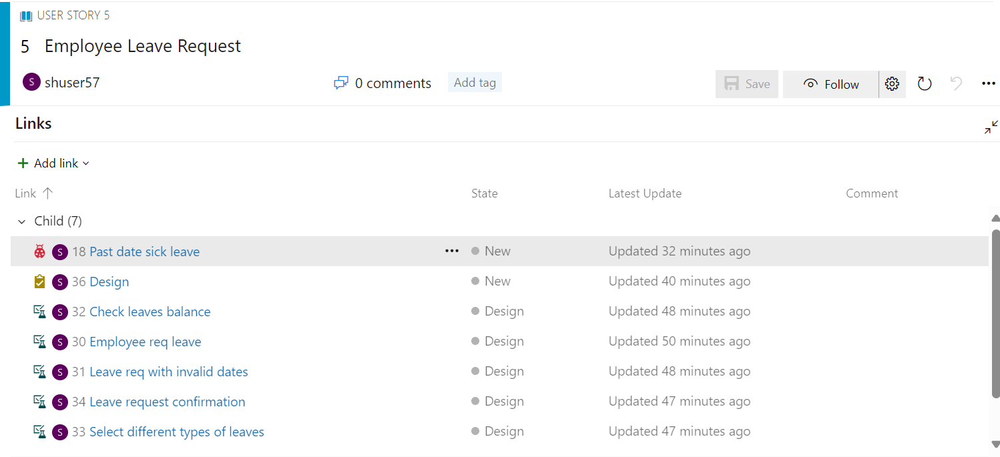 USER STORY 5
5 Employee Leave Request
S shuser57 0 comments Add tag Save Follow
Links
Add link
Link State Latest Update Comment
Child (7)
S 18 Past date sick leave New Updated 32 minutes ago
S 36 Design New Updated 40 minutes ago
S 32 Check leaves balance Design Updated 48 minutes ago
S 30 Employee req leave Design Updated 50 minutes ago
S 31 Leave req with invalid dates Design Updated 48 minutes ago
S 34 Leave request confirmation Design Updated 47 minutes ago
S 33 Select different types of leaves Design Updated 47 minutes ago